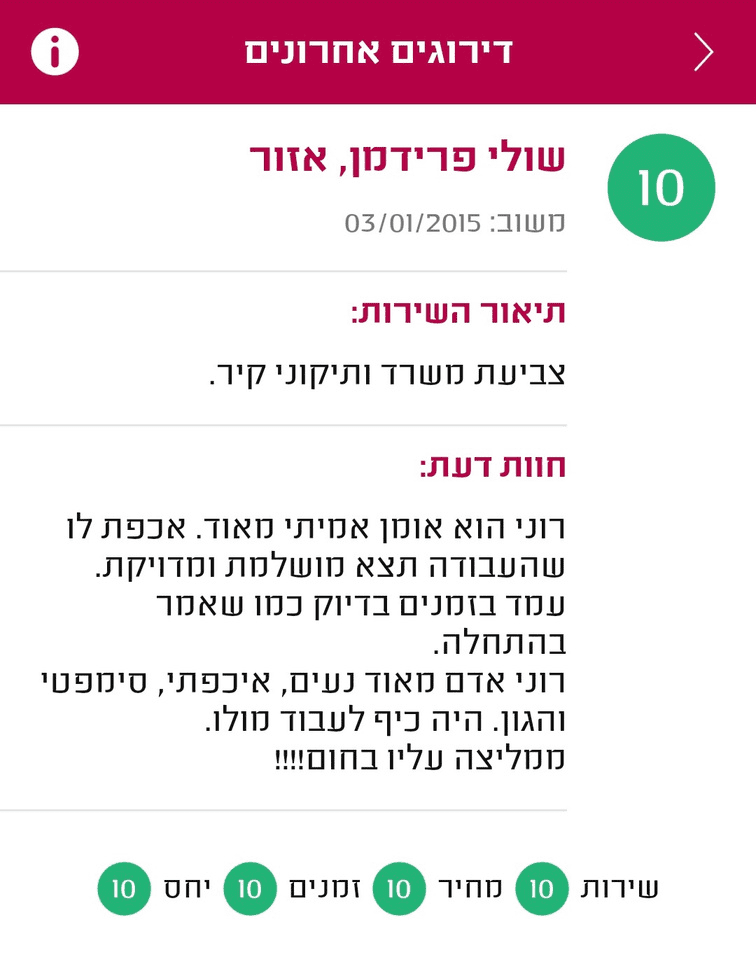 דירוגים אחרונים
10
שולי פרידמן, אזור
משוב: 03/01/2015
תיאור השירות:
צביעת משרד ותיקוני קיר.
חוות דעת:
רוני הוא אומן אמיתי מאוד. אכפת לו
שהעבודה תצא מושלמת ומדויקת.
עמד בזמנים בדיוק כמו שאמר
בהתחלה.
רוני אדם מאוד נעים, איכפתי, סימפטי
והגון. היה כיף לעבוד מולו.
ממליצה עליו בחום!!!!
שירות 10 מחיר 10 זמנים 10 יחס 10